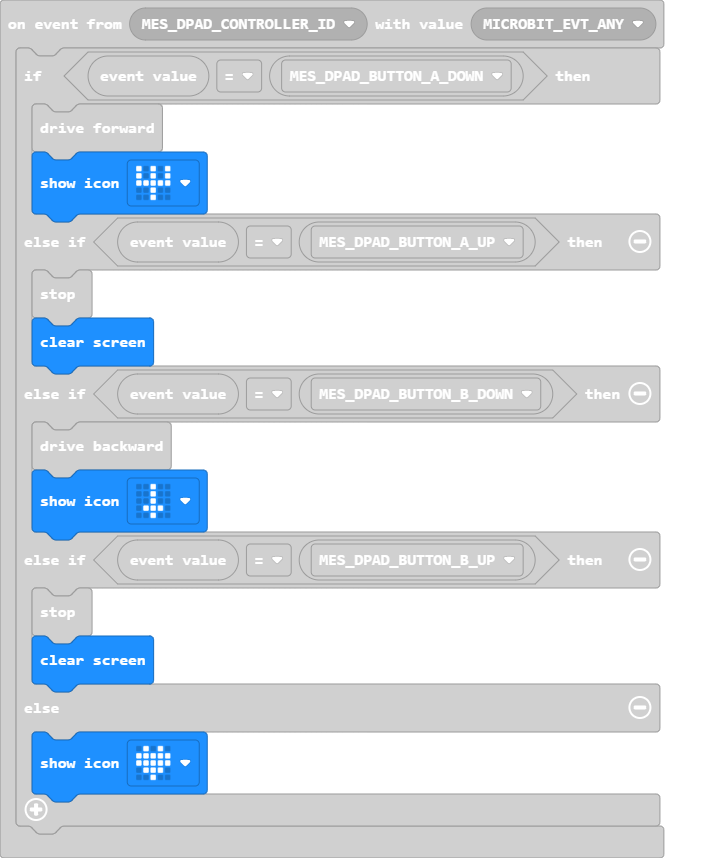 on event from MES_DPAD_CONTROLLER_ID with value MICROBIT_EVT_ANY
if event value = MES_DPAD_BUTTON_A_DOWN then
drive forward
show icon
else if event value = MES_DPAD_BUTTON_A_UP then
stop
clear screen
else if event value = MES_DPAD_BUTTON_B_DOWN then
drive backward
show icon
else if event value = MES_DPAD_BUTTON_B_UP then
stop
clear screen
else
show icon